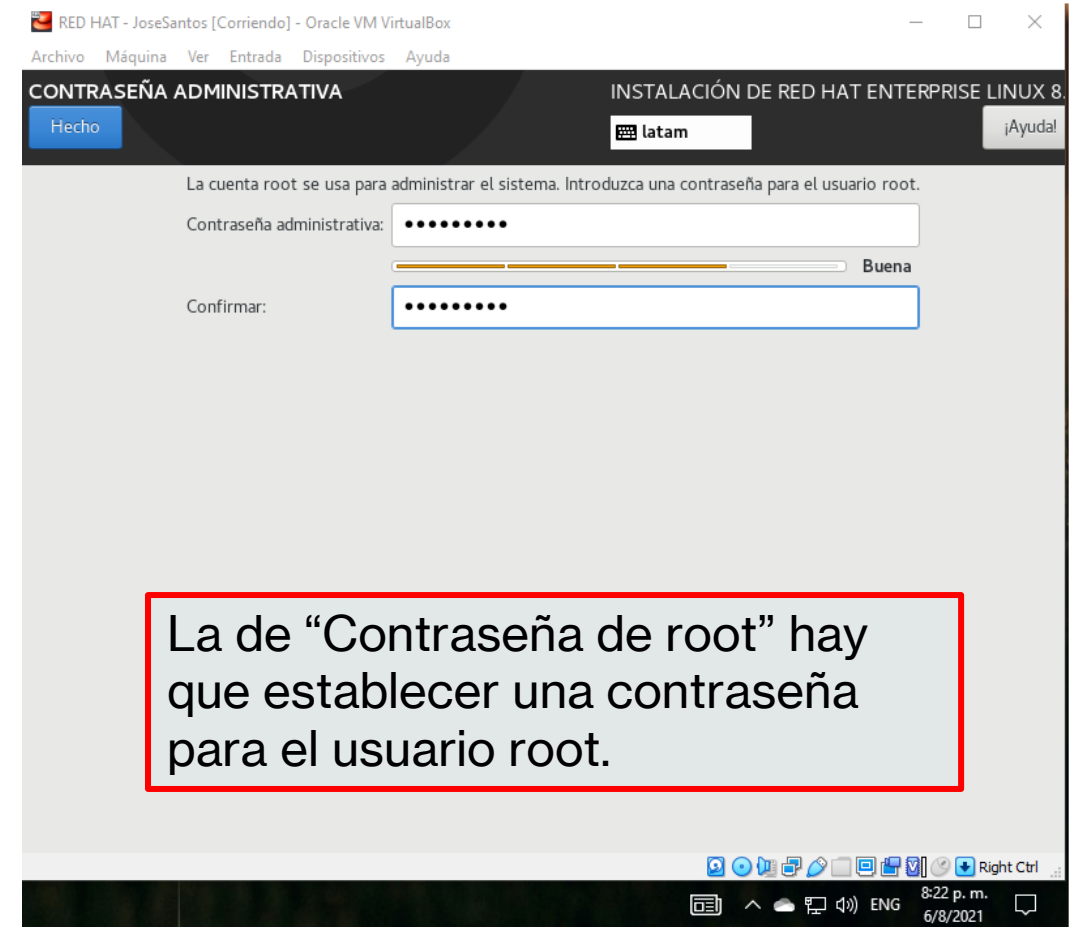 RED HAT - JoseSantos [Corriendo] - Oracle VM VirtualBox
Archivo Máquina Ver Entrada Dispositivos Ayuda
CONTRASEÑA ADMINISTRATIVA
INSTALACIÓN DE RED HAT ENTERPRISE LINUX 8.
Hecho
latam
¡Ayuda!
La cuenta root se usa para administrar el sistema. Introduzca una contraseña para el usuario root.
Contraseña administrativa: •••••••••
Buena
Confirmar: •••••••••
La de “Contraseña de root” hay
que establecer una contraseña
para el usuario root.
Right Ctrl
ENG
8:22 p. m.
6/8/2021